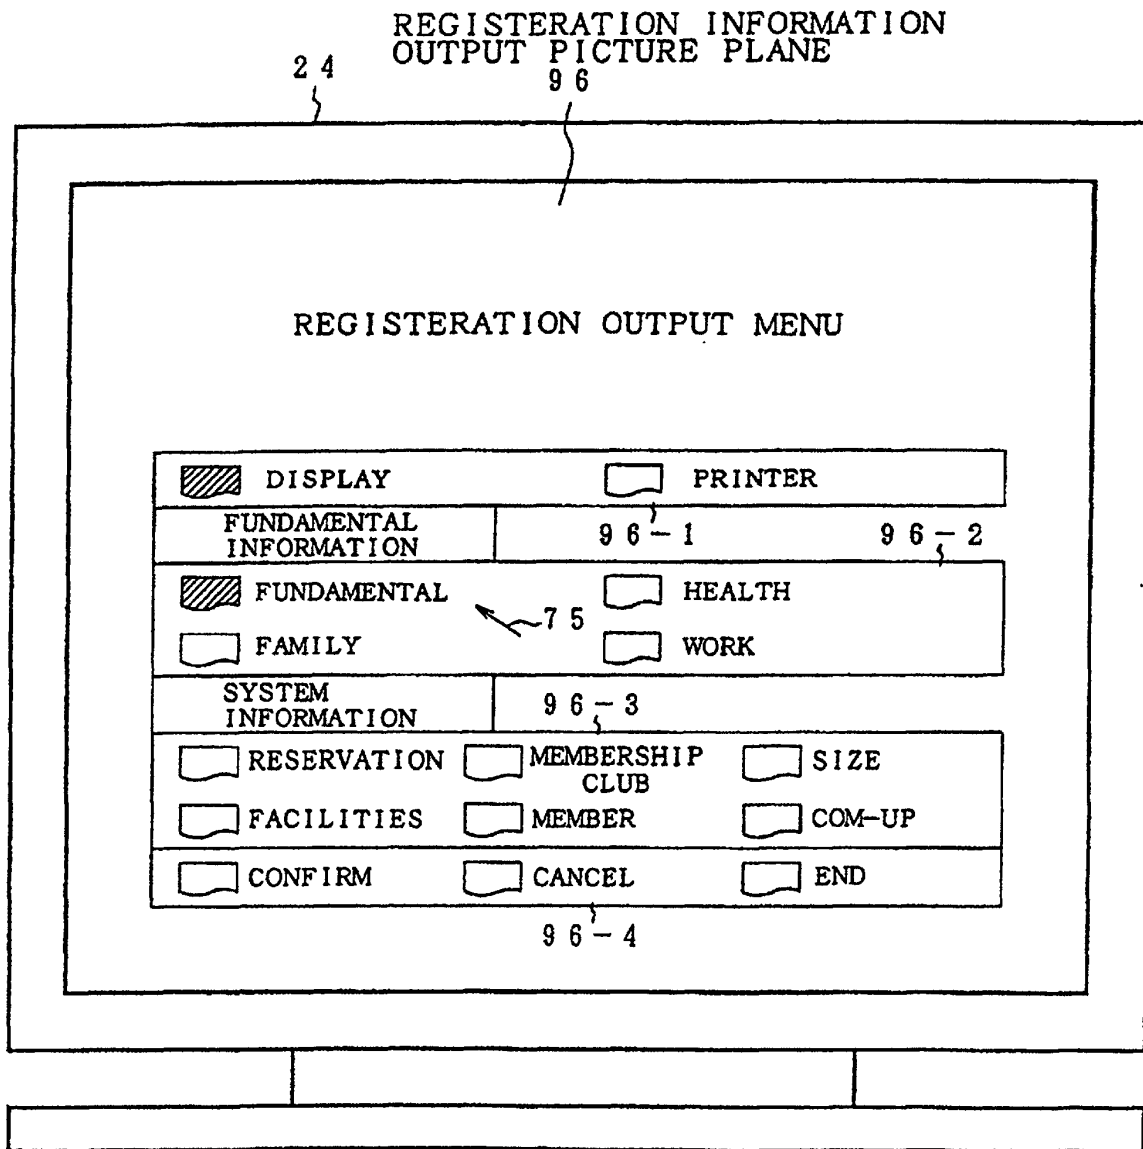 REGISTERATION INFORMATION
OUTPUT PICTURE PLANE
24
96
REGISTERATION OUTPUT MENU
DISPLAY PRINTER
FUNDAMENTAL
INFORMATION
96-1 96-2
FUNDAMENTAL HEALTH
75
FAMILY WORK
SYSTEM
INFORMATION
96-3
RESERVATION MEMBERSHIP
CLUB SIZE
FACILITIES MEMBER COM-UP
CONFIRM CANCEL END
96-4